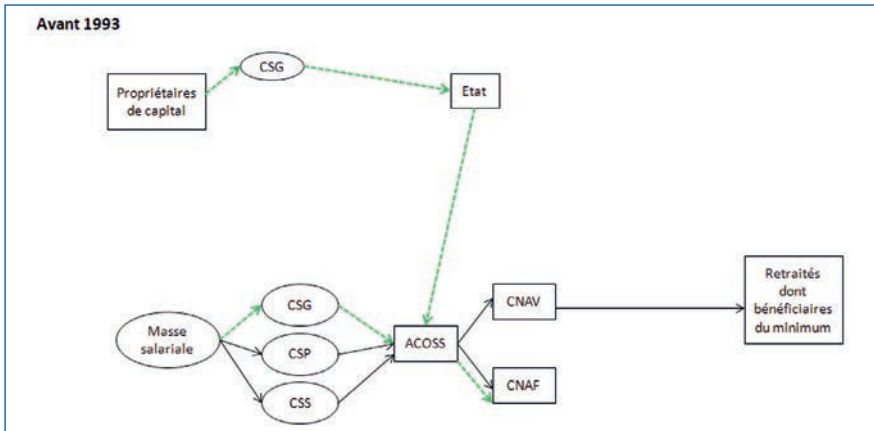 Avant 1993
CSG
Propriétaires
de capital
Etat
CSG
Masse
salariale
CSP
CSS
ACOSS
CNAV
CNAF
Retraités
dont
bénéficiaires
du minimum